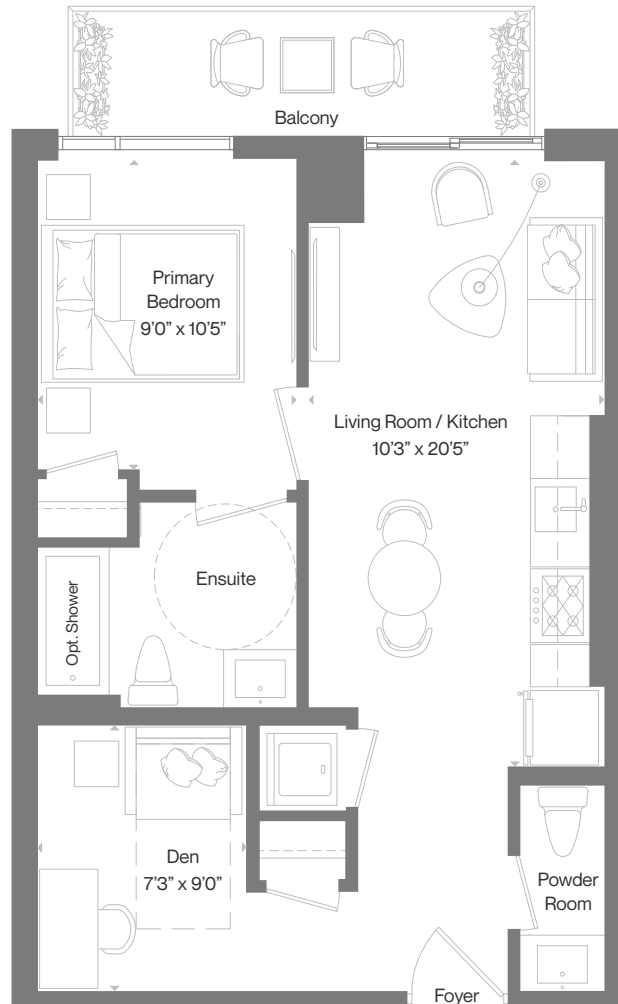 Balcony
Primary
Bedroom
9’0” x 10’5”
Living Room / Kitchen
10’3” x 20’5”
Ensuite
Opt. Shower
Den
7’3” x 9’0”
Powder
Room
Foyer